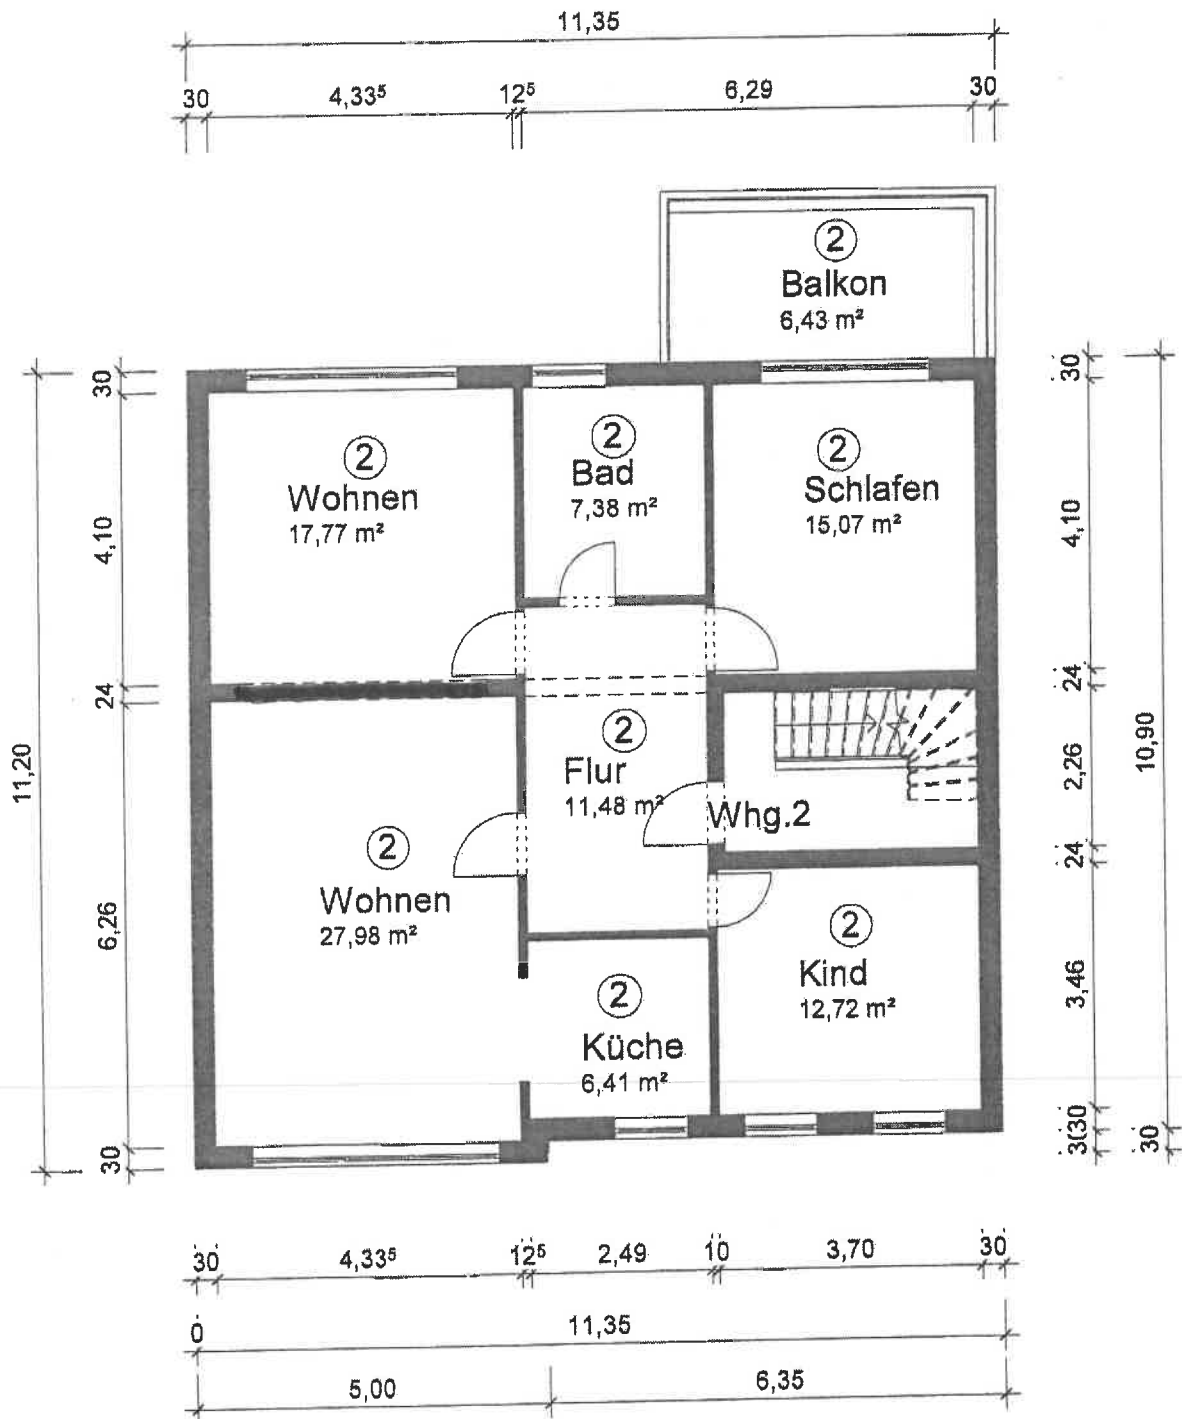 11,35
30 4,33⁵ 12⁵ 6,29 30
2
Balkon
6,43 m²
2
Wohnen
17,77 m²
2
Bad
7,38 m²
2
Schlafen
15,07 m²
2
Flur
11,48 m²
Whg.2
2
Wohnen
27,98 m²
2
Kind
12,72 m²
2
Küche
6,41 m²
11,20
30
4,10
24
6,26
30
30
4,10
24
2,26
24
3,46
30
30
10,90
30
30 4,33⁵ 12⁵ 2,49 10 3,70 30
0 11,35
5,00 6,35